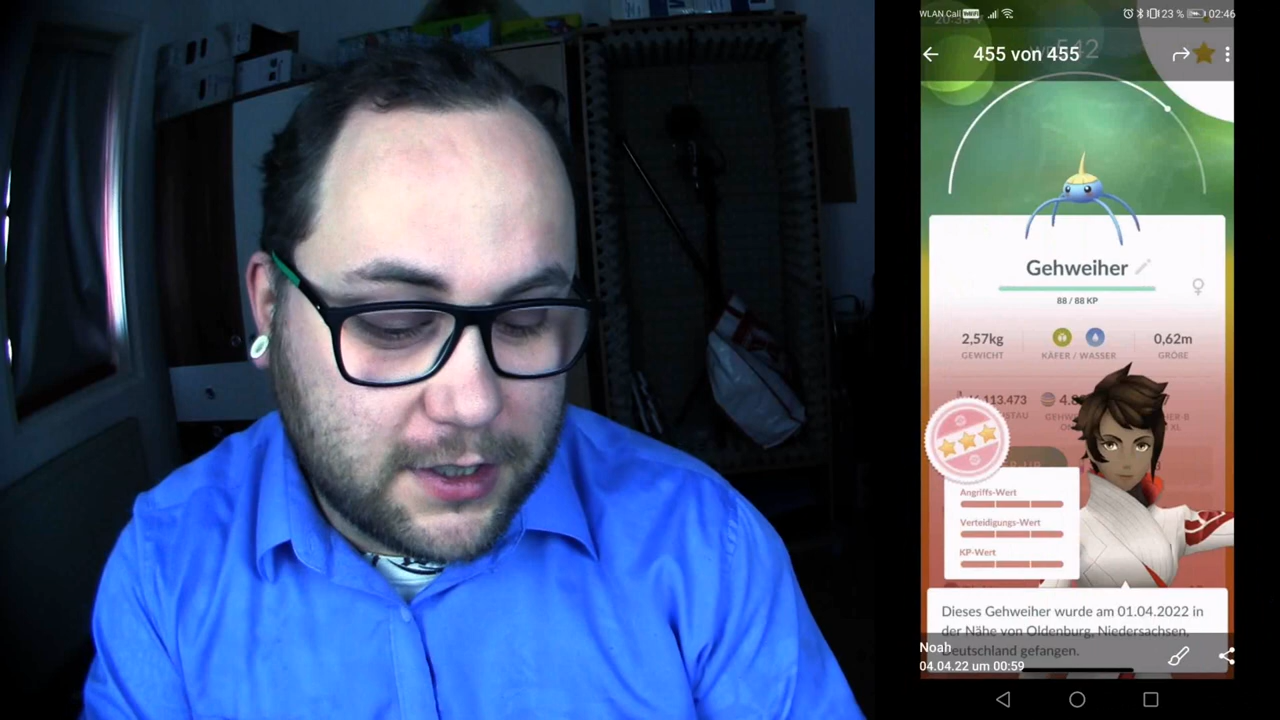 WLAN Call
23 %
02:46
455 von 455
542
Gehweiher
88 / 88 KP
2,57kg
GEWICHT
KÄFER / WASSER
0,62m
GRÖßE
Angriffs-Wert
Verteidigungs-Wert
KP-Wert
Dieses Gehweiher wurde am 01.04.2022 in
der Nähe von Oldenburg, Niedersachsen,
Deutschland gefangen.
Noah
04.04.22 um 00:59